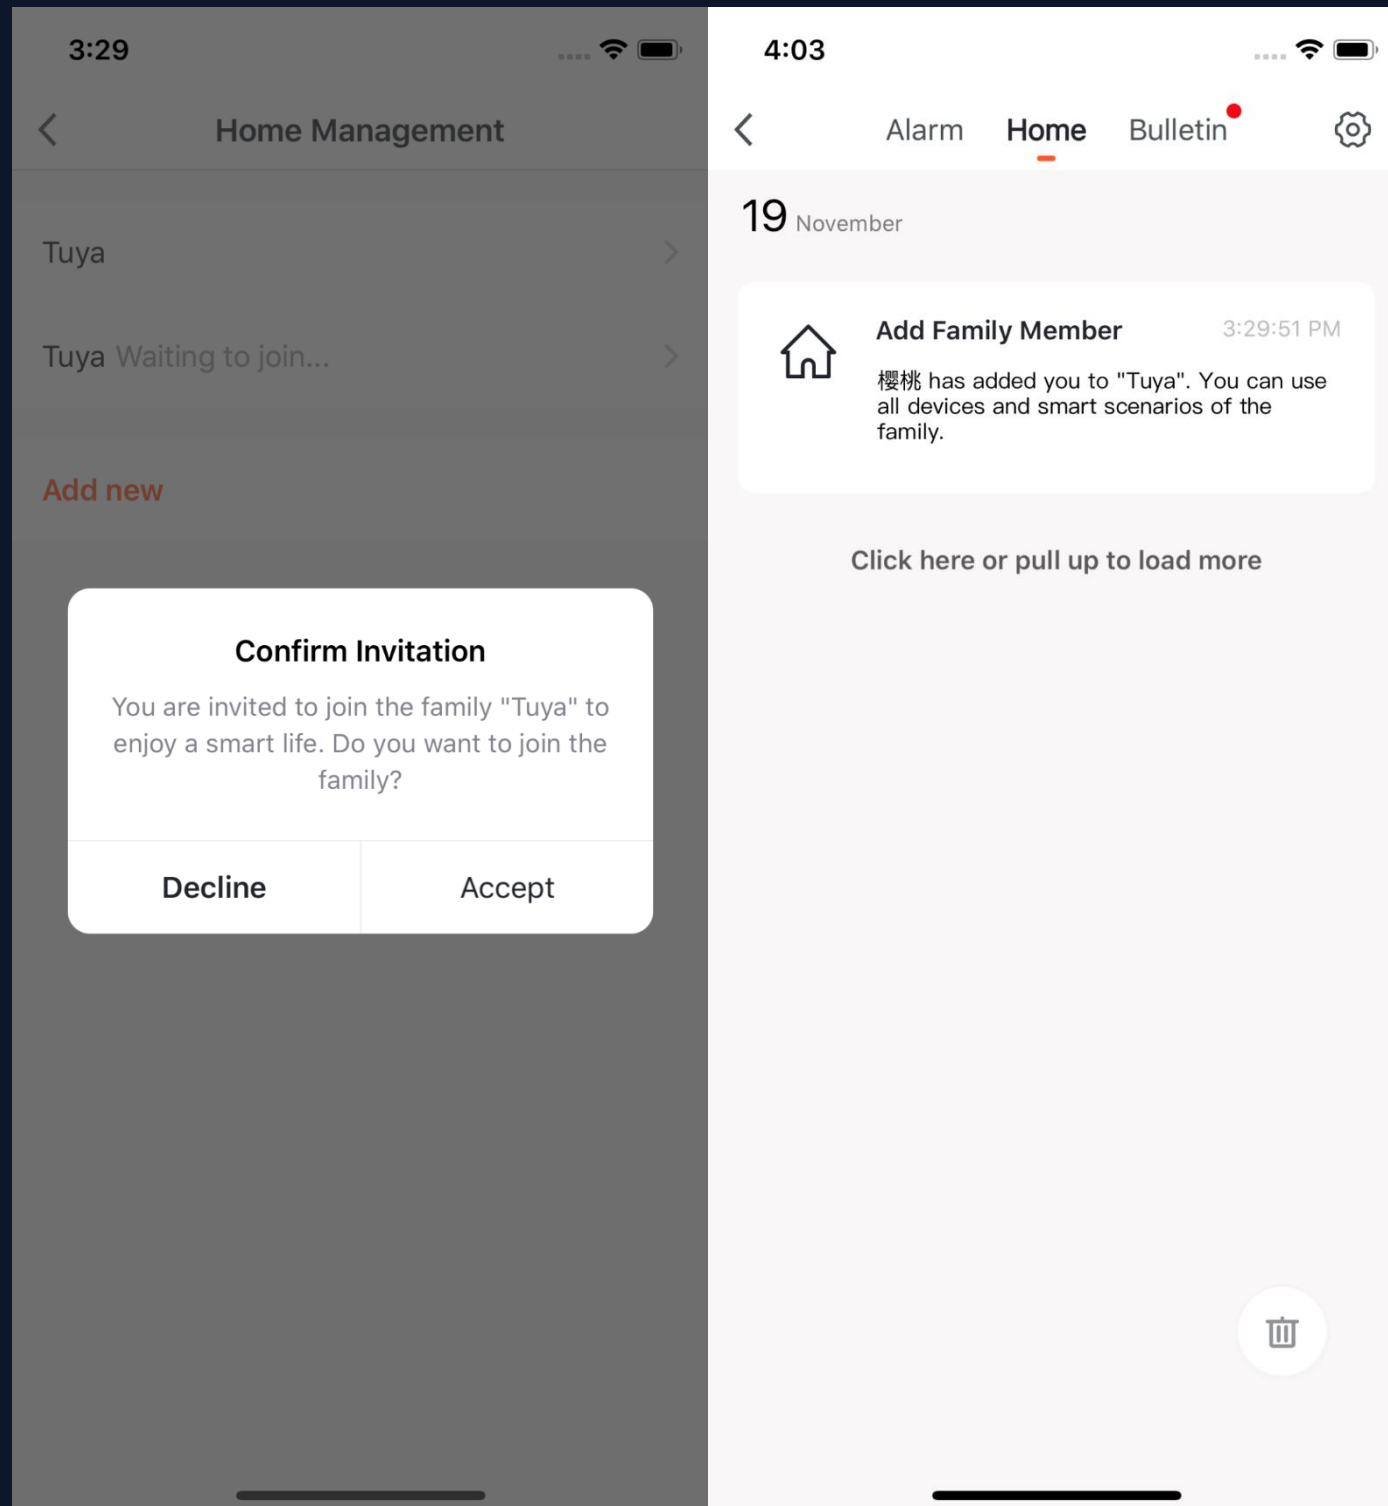 3:29
Home Management
Tuya
Tuya Waiting to join...
Add new
Confirm Invitation
You are invited to join the family "Tuya" to
enjoy a smart life. Do you want to join the
family?
Decline
Accept
4:03
Alarm
Home
Bulletin
19 November
Add Family Member
3:29:51 PM
樱桃 has added you to "Tuya". You can use
all devices and smart scenarios of the
family.
Click here or pull up to load more